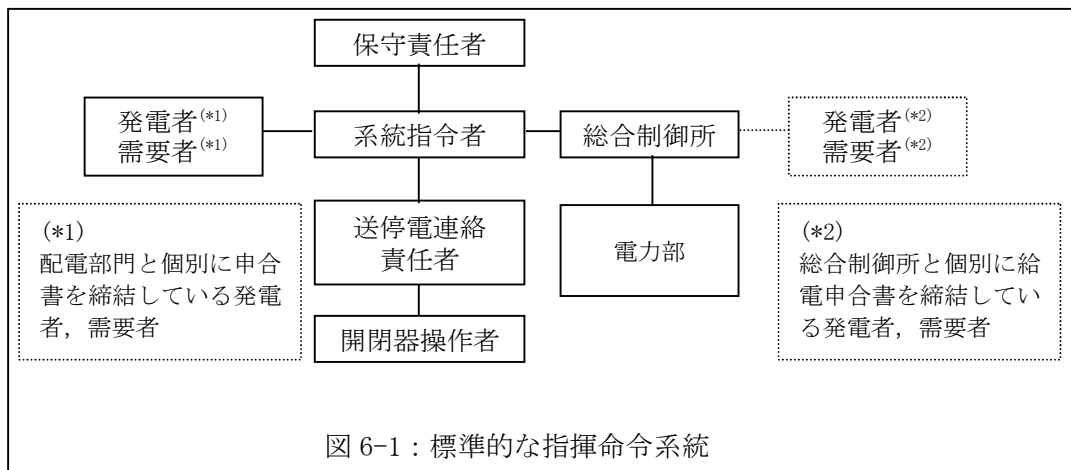 保守責任者
発電者(*1)
需要者(*1)
系統指令者
総合制御所
発電者(*2)
需要者(*2)
(*1)
配電部門と個別に申合
書を締結している発電
者，需要者
送停電連絡
責任者
電力部
(*2)
総合制御所と個別に給
電申合書を締結してい
る発電者，需要者
開閉器操作者
図 6-1：標準的な指揮命令系統